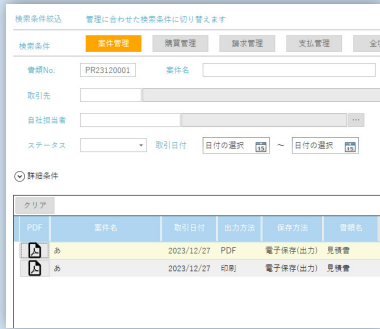 検索条件絞込 管理に合わせた検索条件に切り替えます
検索条件 案件管理 購買管理 請求管理 支払管理
書類No. PR23120001 案件名
取引先
自社担当者 ...
ステータス 取引日付 日付の選択 15 ~ 日付の選択 15
詳細条件
クリア
PDF 案件名 取引日付 出力方法 保存方法 書類名
あ 2023/12/27 PDF 電子保存(出力) 見積書
あ 2023/12/27 印刷 電子保存(出力) 見積書